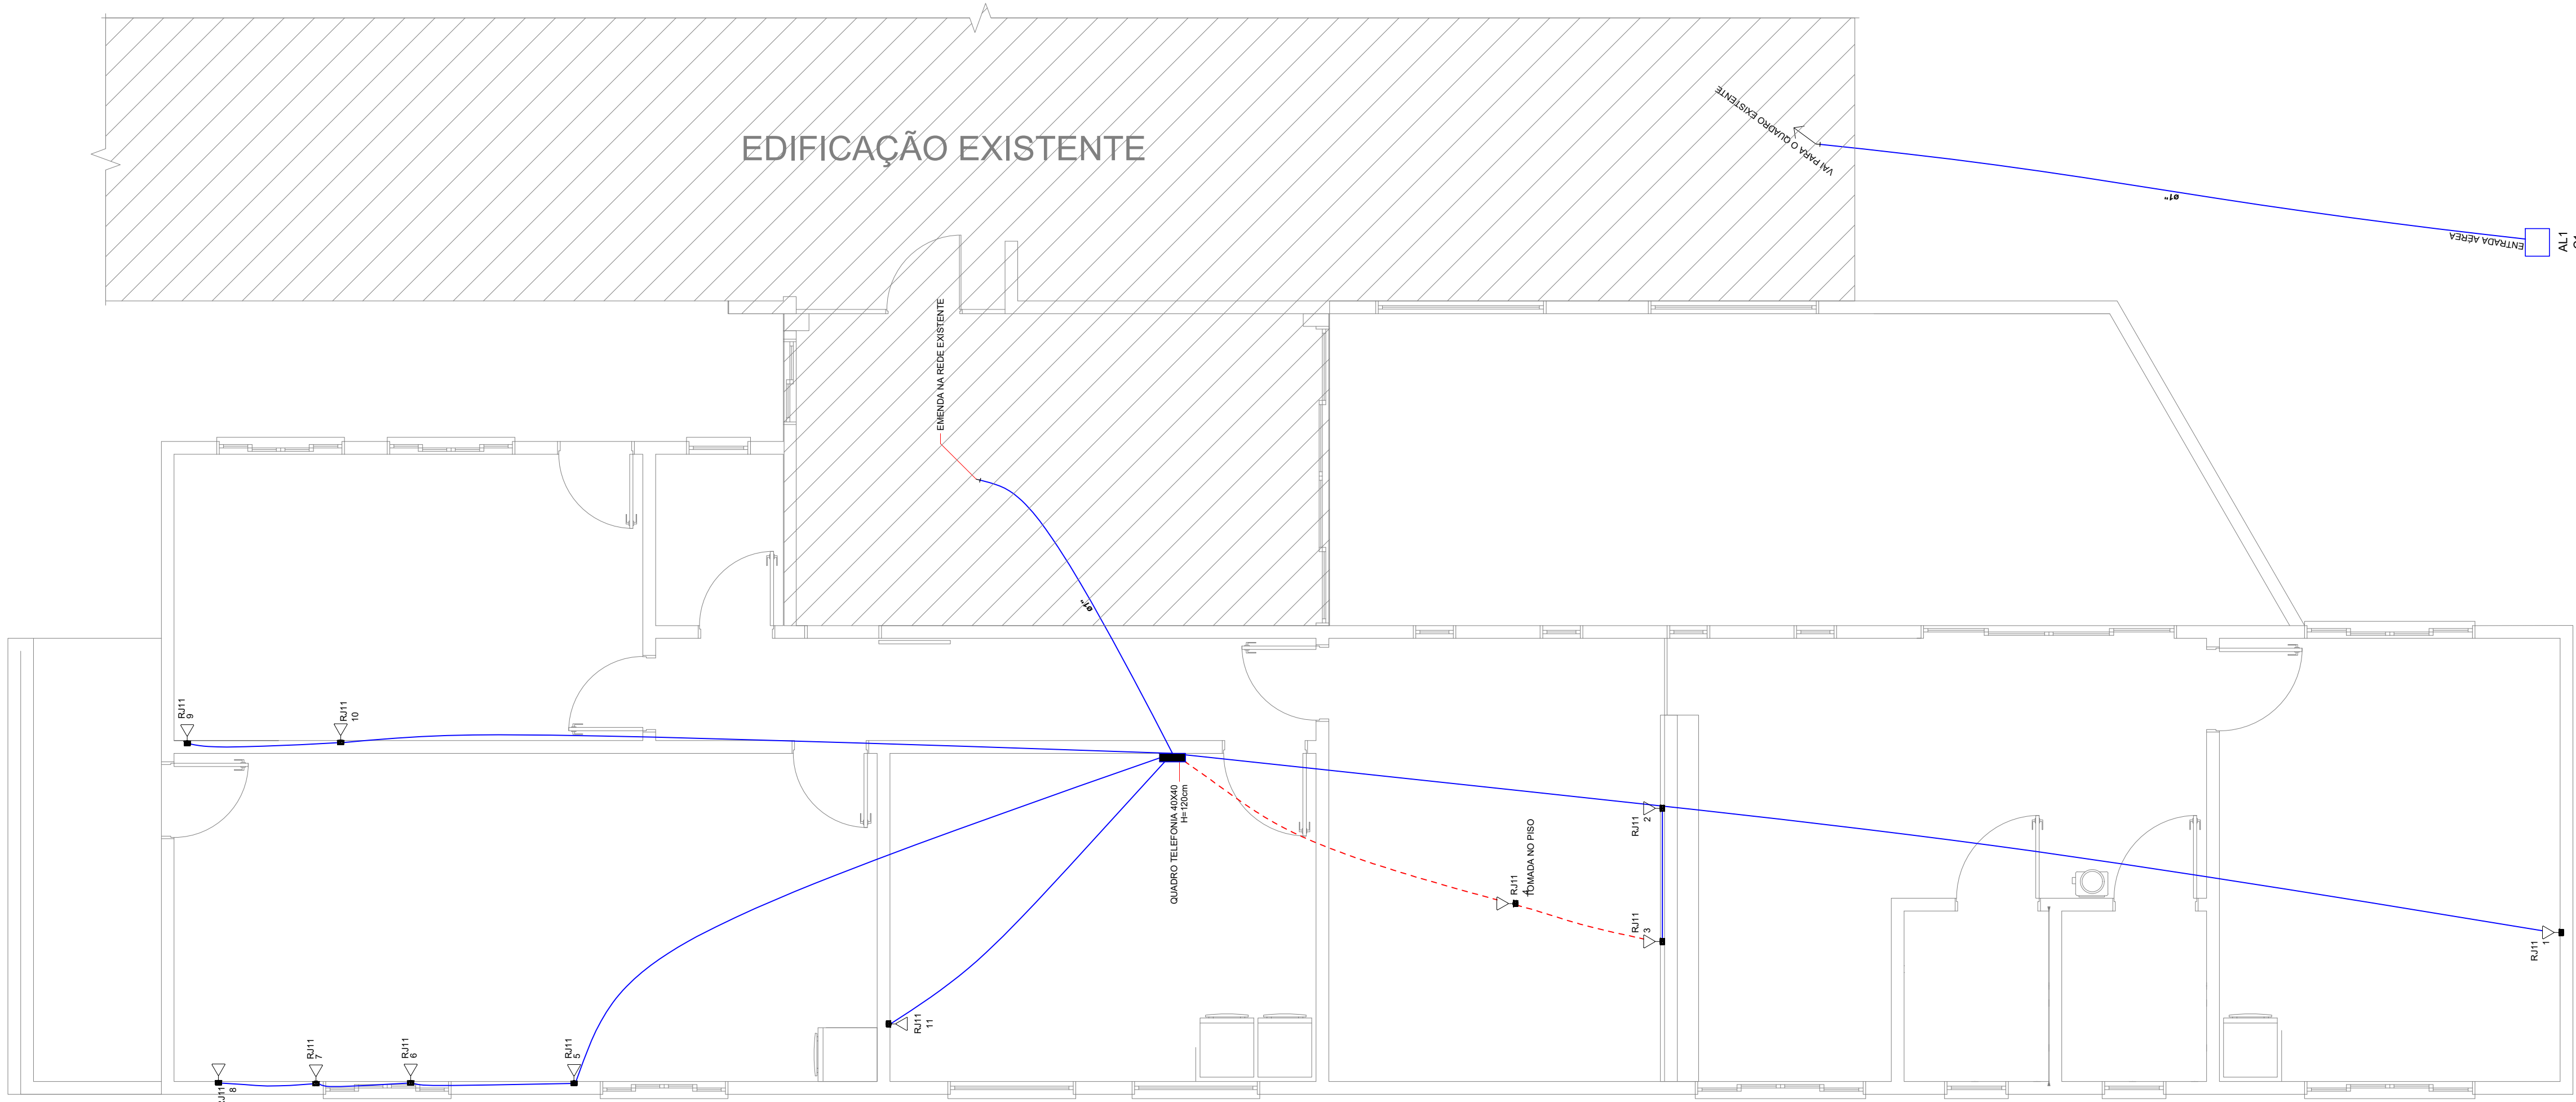 EDIFICAÇÃO EXISTENTE
VAI PARA O QUADRO EXISTENTE
ø1"
ENTRADA AÉREA
AL1
EMENDA NA REDE EXISTENTE
ø1"
RJ11
9
RJ11
10
QUADRO TELEFONIA 40X40
H=120cm
RJ11
2
RJ11
4
TOMADA NO PISO
RJ11
3
RJ11
1
RJ11
11
RJ11
5
RJ11
6
RJ11
7
RJ11
8